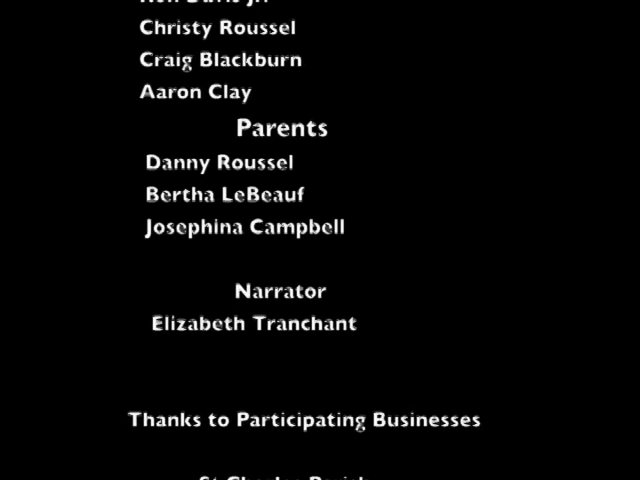 Christy Roussel
Craig Blackburn
Aaron Clay
Parents
Danny Roussel
Bertha LeBeauf
Josephina Campbell
Narrator
Elizabeth Tranchant
Thanks to Participating Businesses